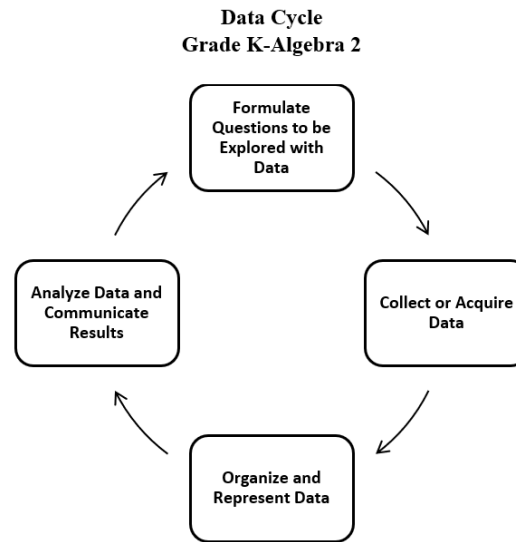 Data Cycle
Grade K-Algebra 2
Formulate
Questions to be
Explored with
Data
Collect or Acquire
Data
Organize and
Represent Data
Analyze Data and
Communicate
Results